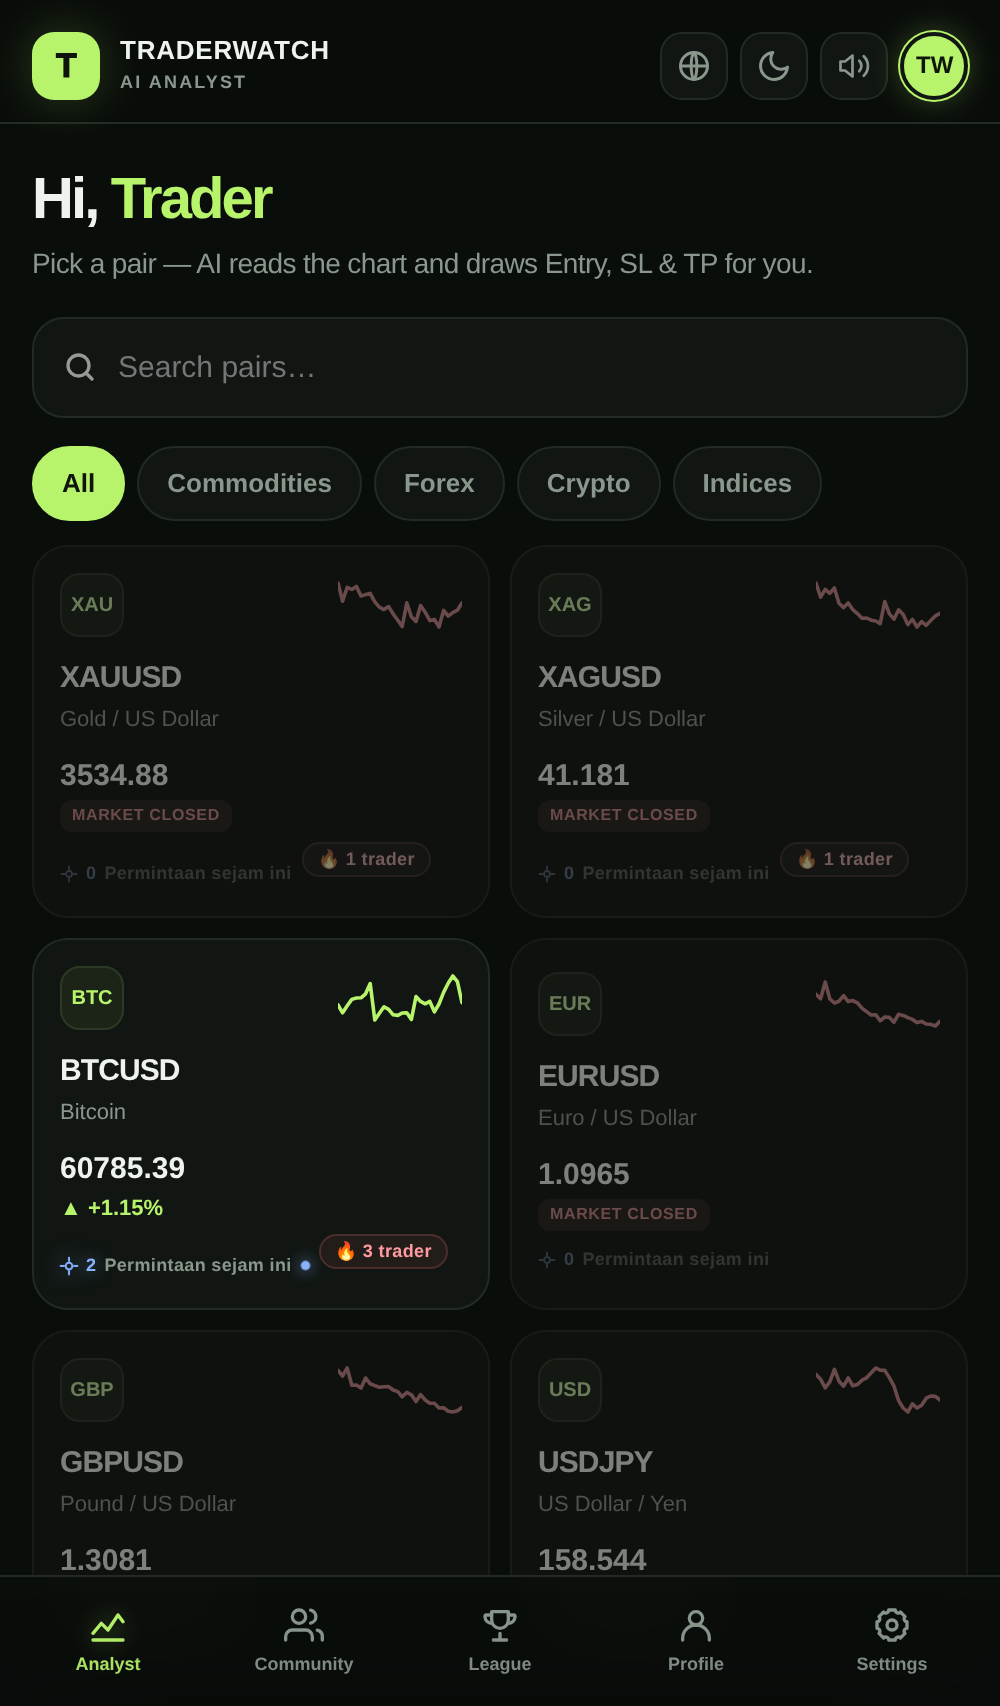 T
TRADERWATCH
AI ANALYST
TW
Hi, Trader
Pick a pair — AI reads the chart and draws Entry, SL & TP for you.
Search pairs…
All
Commodities
Forex
Crypto
Indices
XAU
XAUUSD
Gold / US Dollar
3534.88
MARKET CLOSED
0 Permintaan sejam ini
🔥 1 trader
XAG
XAGUSD
Silver / US Dollar
41.181
MARKET CLOSED
0 Permintaan sejam ini
🔥 1 trader
BTC
BTCUSD
Bitcoin
60785.39
▲ +1.15%
2 Permintaan sejam ini
🔥 3 trader
EUR
EURUSD
Euro / US Dollar
1.0965
MARKET CLOSED
0 Permintaan sejam ini
GBP
GBPUSD
Pound / US Dollar
1.3081
USD
USDJPY
US Dollar / Yen
158.544
Analyst
Community
League
Profile
Settings